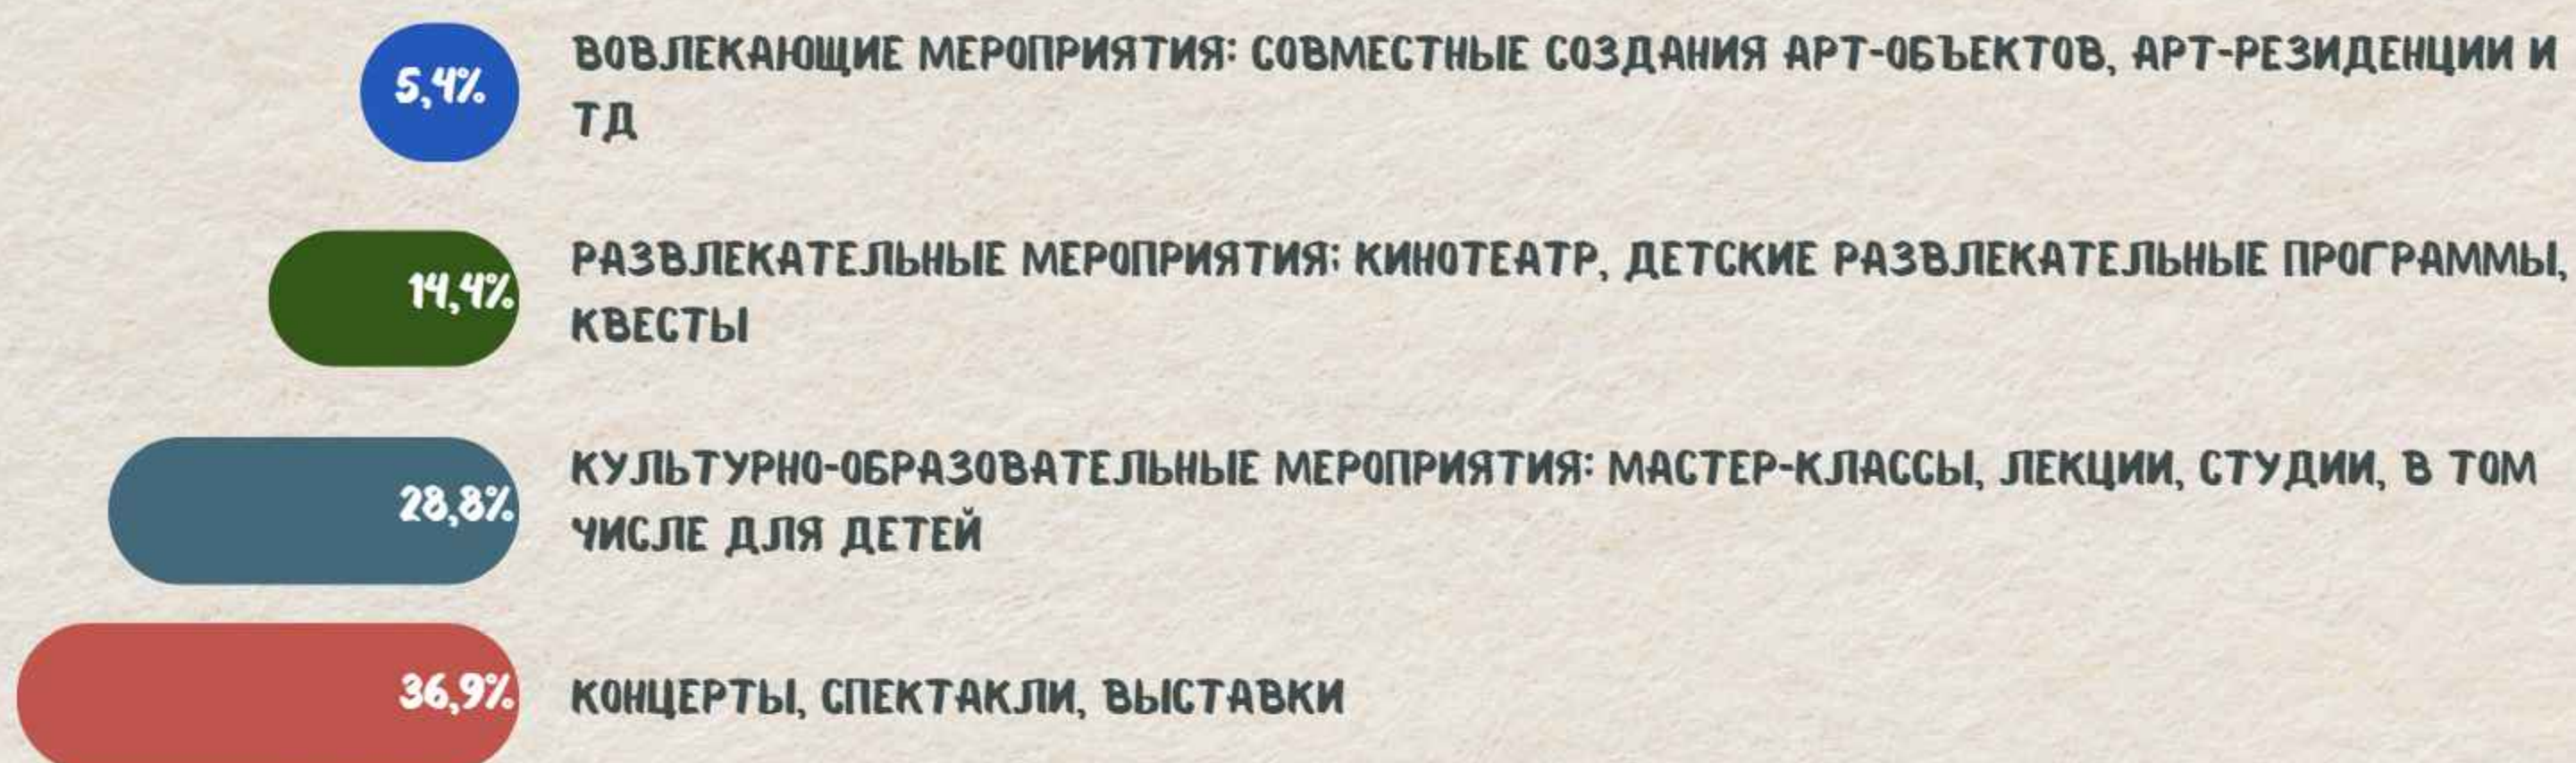 5,4%
ВОВЛЕКАЮЩИЕ МЕРОПРИЯТИЯ: СОВМЕСТНЫЕ СОЗДАНИЯ АРТ-ОБЪЕКТОВ, АРТ-РЕЗИДЕНЦИИ И
ТД
14,4%
РАЗВЛЕКАТЕЛЬНЫЕ МЕРОПРИЯТИЯ; КИНОТЕАТР, ДЕТСКИЕ РАЗВЛЕКАТЕЛЬНЫЕ ПРОГРАММЫ,
КВЕСТЫ
28,8%
КУЛЬТУРНО-ОБРАЗОВАТЕЛЬНЫЕ МЕРОПРИЯТИЯ: МАСТЕР-КЛАССЫ, ЛЕКЦИИ, СТУДИИ, В ТОМ
ЧИСЛЕ ДЛЯ ДЕТЕЙ
36,9%
КОНЦЕРТЫ, СПЕКТАКЛИ, ВЫСТАВКИ